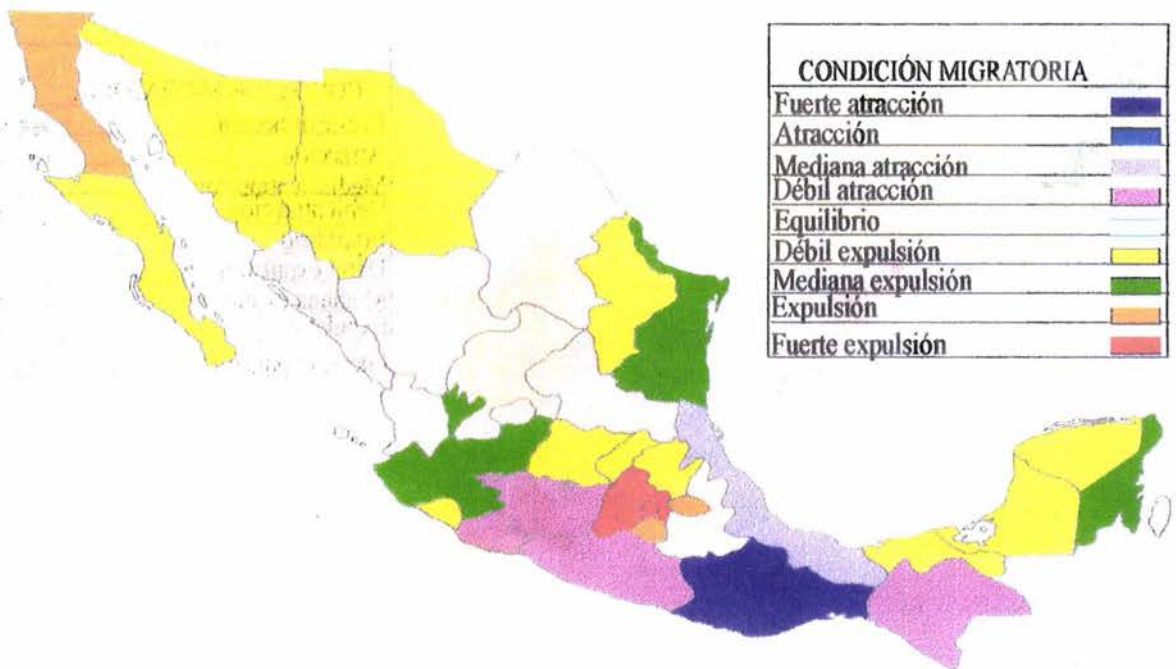 CONDICIÓN MIGRATORIA
Fuerte atracción
Atracción
Mediana atracción
Débil atracción
Equilibrio
Débil expulsión
Mediana expulsión
Expulsión
Fuerte expulsión